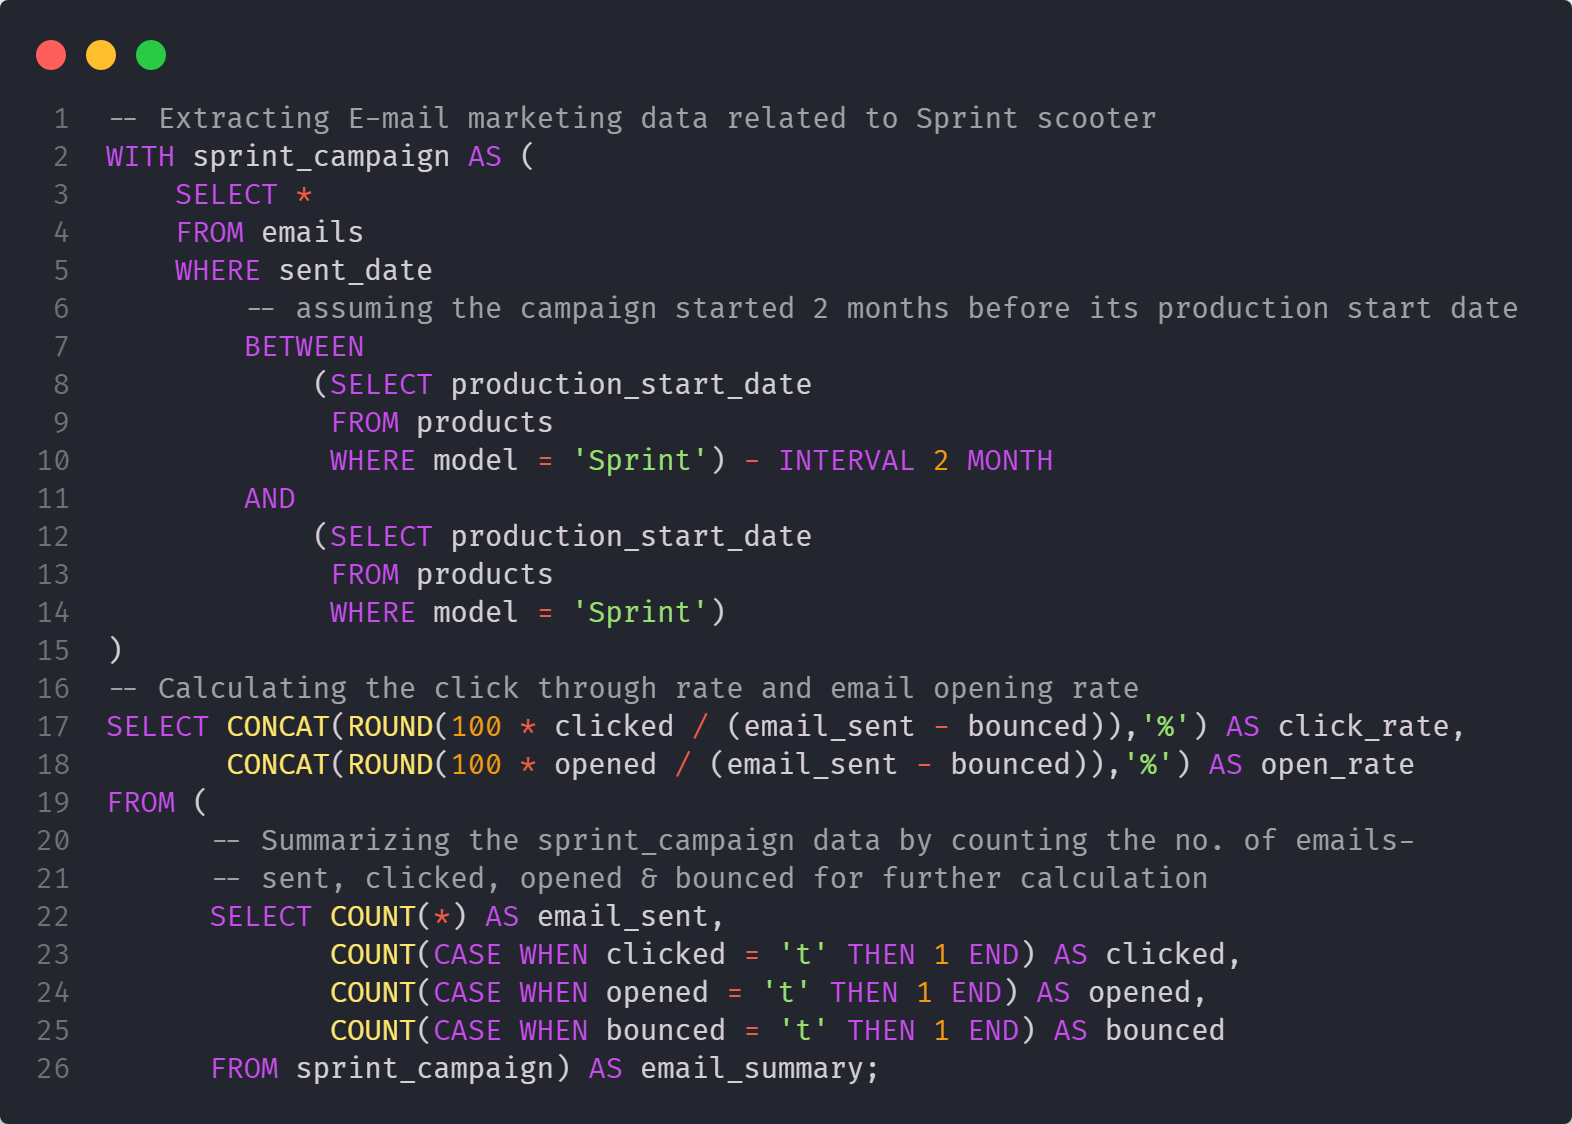 1 -- Extracting E-mail marketing data related to Sprint scooter
2 WITH sprint_campaign AS (
3     SELECT *
4     FROM emails
5     WHERE sent_date
6         -- assuming the campaign started 2 months before its production start date
7         BETWEEN
8             (SELECT production_start_date
9              FROM products
10              WHERE model = 'Sprint') - INTERVAL 2 MONTH
11         AND
12             (SELECT production_start_date
13              FROM products
14              WHERE model = 'Sprint')
15 )
16 -- Calculating the click through rate and email opening rate
17 SELECT CONCAT(ROUND(100 * clicked / (email_sent - bounced)),'%') AS click_rate,
18        CONCAT(ROUND(100 * opened / (email_sent - bounced)),'%') AS open_rate
19 FROM (
20       -- Summarizing the sprint_campaign data by counting the no. of emails-
21       -- sent, clicked, opened & bounced for further calculation
22       SELECT COUNT(*) AS email_sent,
23              COUNT(CASE WHEN clicked = 't' THEN 1 END) AS clicked,
24              COUNT(CASE WHEN opened = 't' THEN 1 END) AS opened,
25              COUNT(CASE WHEN bounced = 't' THEN 1 END) AS bounced
26       FROM sprint_campaign) AS email_summary;